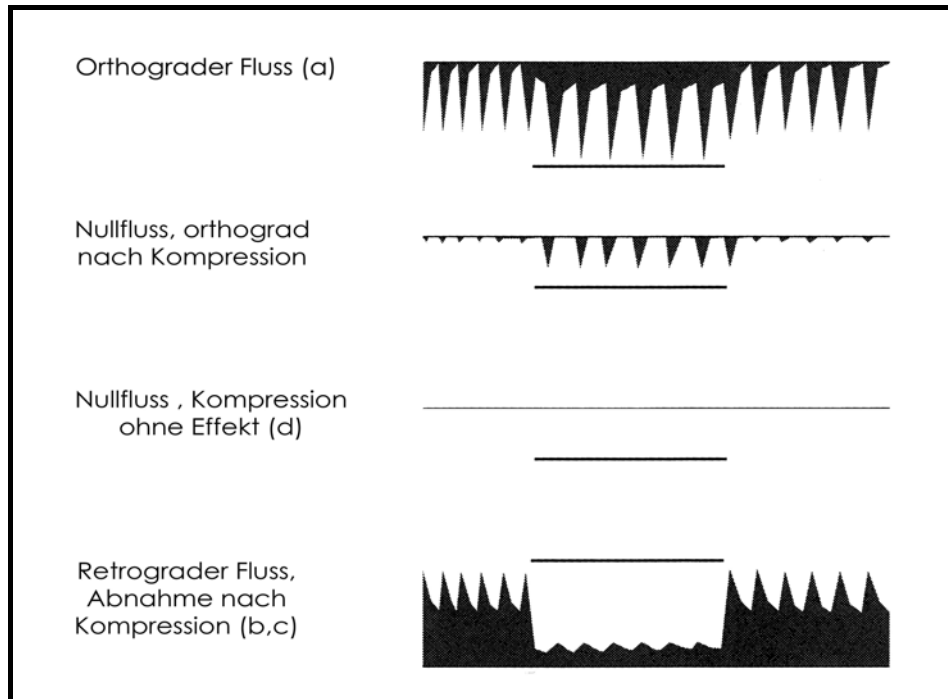 Orthograder Fluss (a)
Nullfluss, orthograd
nach Kompression
Nullfluss , Kompression
ohne Effekt (d)
Retrograder Fluss,
Abnahme nach
Kompression (b,c)